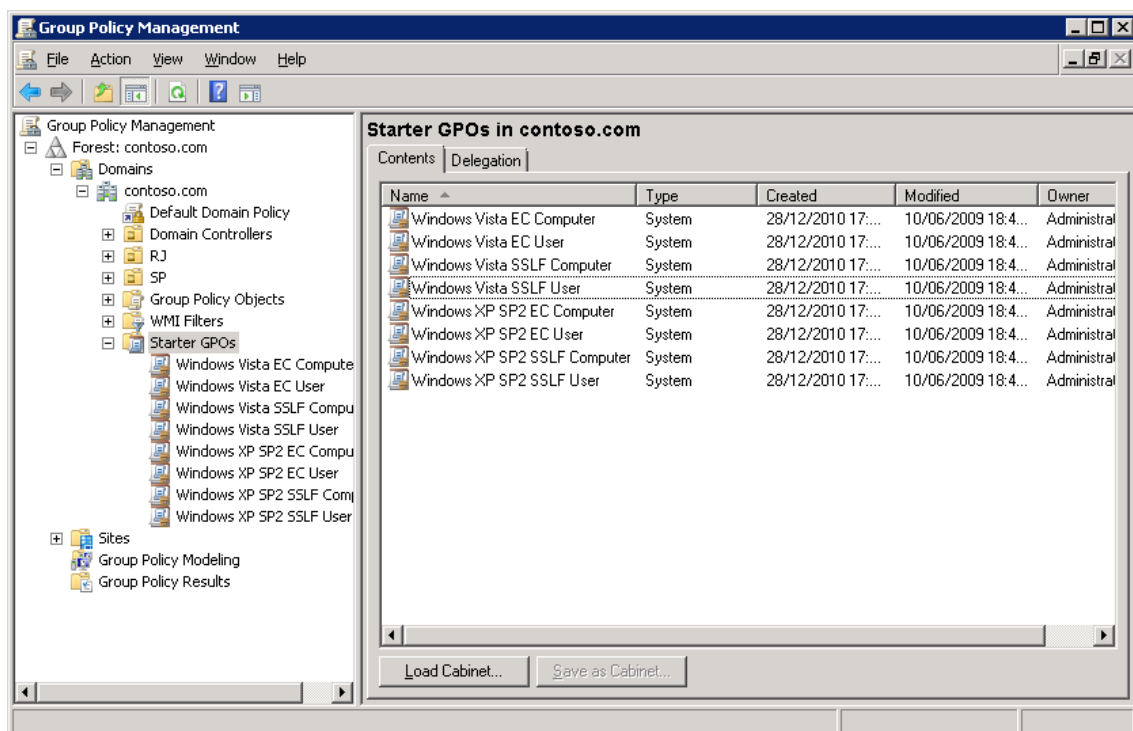 Group Policy Management
File Action View Window Help
Group Policy Management
Forest: contoso.com
Domains
contoso.com
Default Domain Policy
Domain Controllers
RJ
SP
Group Policy Objects
WMI Filters
Starter GPOs
Windows Vista EC Compute
Windows Vista EC User
Windows Vista SSLF Compu
Windows Vista SSLF User
Windows XP SP2 EC Compu
Windows XP SP2 EC User
Windows XP SP2 SSLF Com
Windows XP SP2 SSLF User
Sites
Group Policy Modeling
Group Policy Results
Starter GPOs in contoso.com
Contents Delegation
Name Type Created Modified Owner
Windows Vista EC Computer System 28/12/2010 17:... 10/06/2009 18:4... Administra
Windows Vista EC User System 28/12/2010 17:... 10/06/2009 18:4... Administra
Windows Vista SSLF Computer System 28/12/2010 17:... 10/06/2009 18:4... Administra
Windows Vista SSLF User System 28/12/2010 17:... 10/06/2009 18:4... Administra
Windows XP SP2 EC Computer System 28/12/2010 17:... 10/06/2009 18:4... Administra
Windows XP SP2 EC User System 28/12/2010 17:... 10/06/2009 18:4... Administra
Windows XP SP2 SSLF Computer System 28/12/2010 17:... 10/06/2009 18:4... Administra
Windows XP SP2 SSLF User System 28/12/2010 17:... 10/06/2009 18:4... Administra
Load Cabinet... Save as Cabinet...